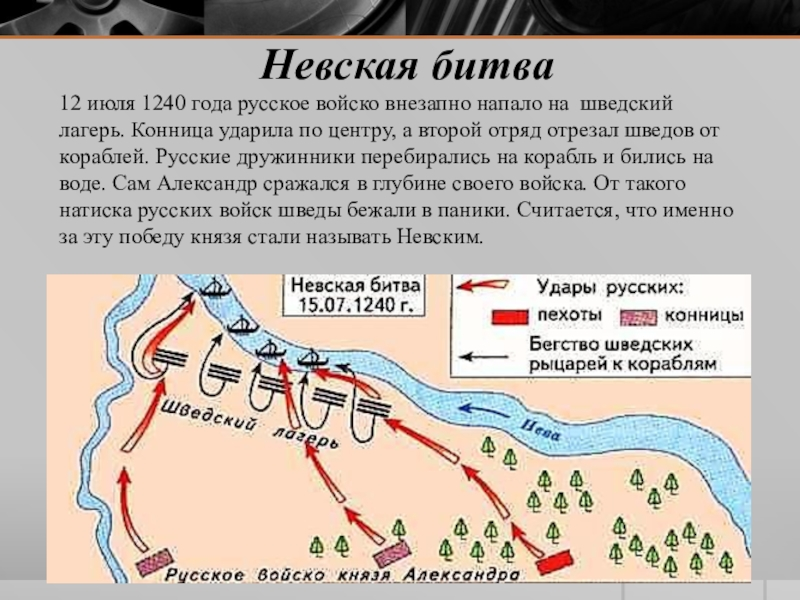 Невская битва
12 июля 1240 года русское войско внезапно напало на шведский
лагерь. Конница ударила по центру, а второй отряд отрезал шведов от
кораблей. Русские дружинники перебирались на корабль и бились на
воде. Сам Александр сражался в глубине своего войска. От такого
натиска русских войск шведы бежали в паники. Считается, что именно
за эту победу князя стали называть Невским.
Невская битва
15.07.1240 г.
Удары русских:
пехоты
конницы
Бегство шведских
рыцарей к кораблям
Шведский лагерь
Нева
Русское войско князя Александра